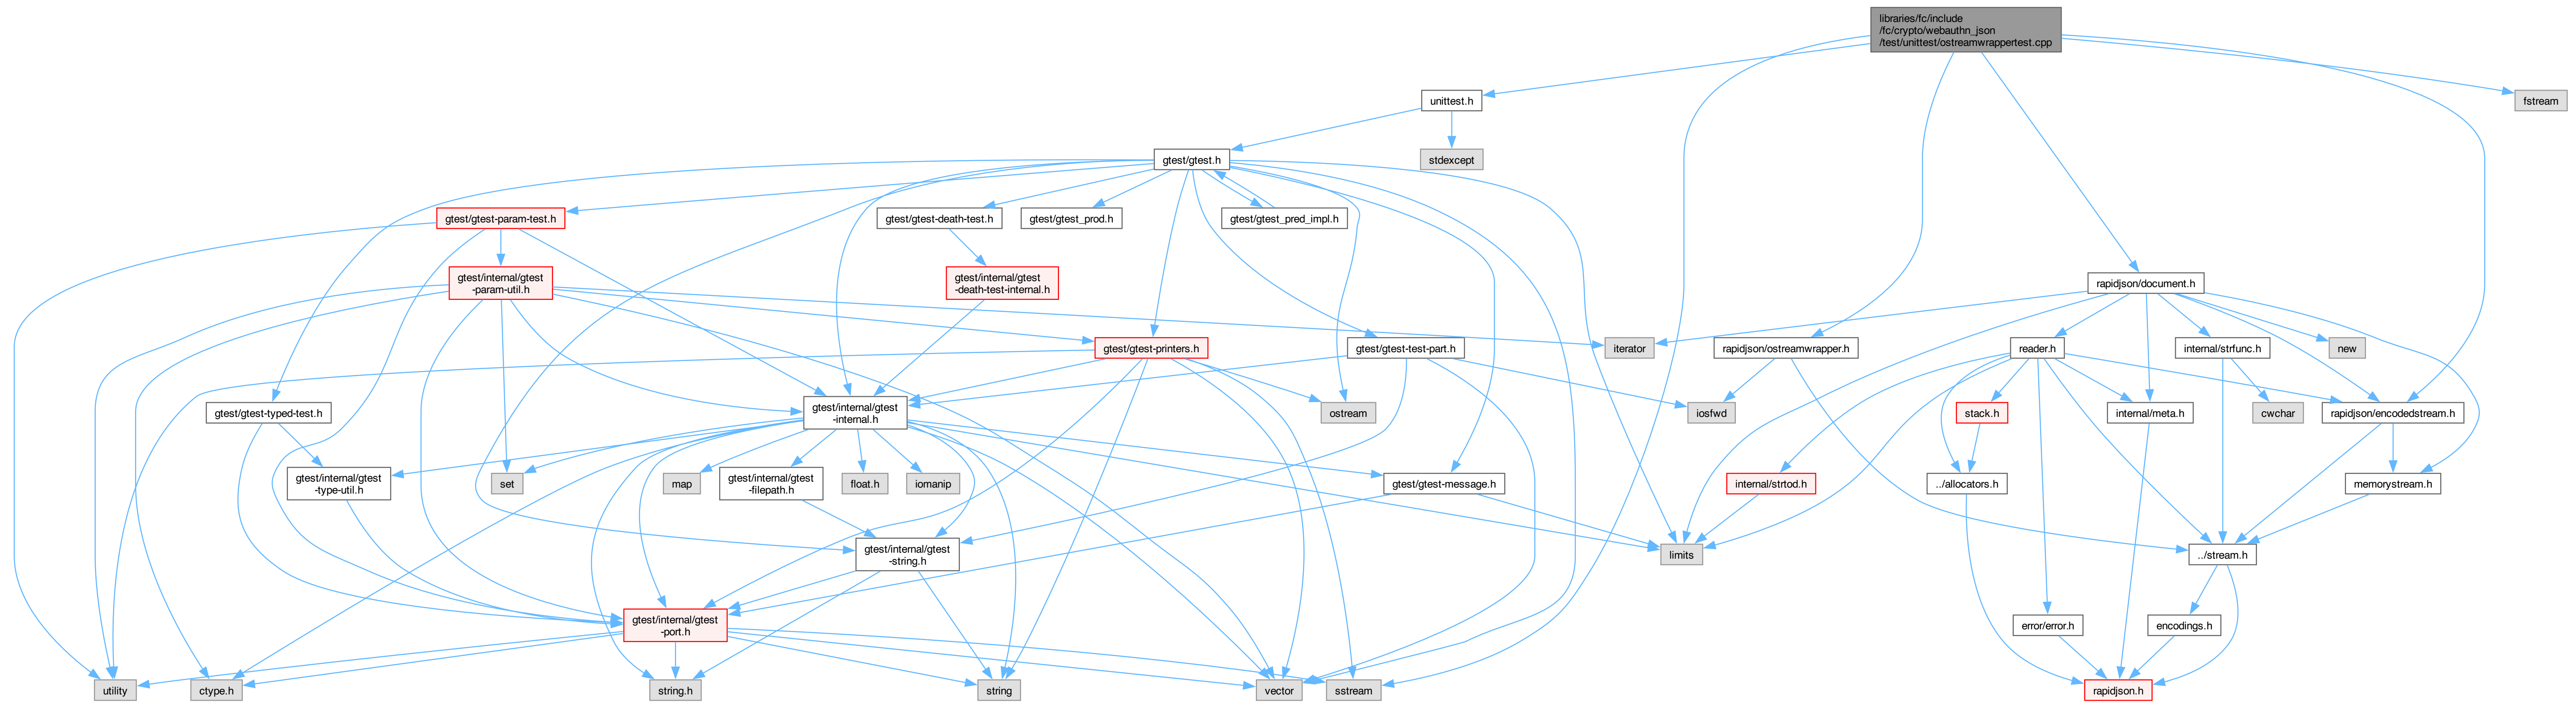 libraries/fc/include
/fc/crypto/webauthn_json
/test/unittest/ostreamwrappertest.cpp
unittest.h
fstream
gtest/gtest.h
stdexcept
gtest/gtest-param-test.h
gtest/gtest-death-test.h
gtest/gtest_prod.h
gtest/gtest_pred_impl.h
gtest/internal/gtest
-param-util.h
gtest/internal/gtest
-death-test-internal.h
rapidjson/document.h
gtest/gtest-printers.h
gtest/gtest-test-part.h
iterator
rapidjson/ostreamwrapper.h
reader.h
internal/strfunc.h
new
gtest/gtest-typed-test.h
gtest/internal/gtest
-internal.h
ostream
iosfwd
stack.h
internal/meta.h
cwchar
rapidjson/encodedstream.h
gtest/internal/gtest
-type-util.h
set
map
gtest/internal/gtest
-filepath.h
float.h
iomanip
gtest/gtest-message.h
internal/strtod.h
../allocators.h
memorystream.h
gtest/internal/gtest
-string.h
limits
../stream.h
gtest/internal/gtest
-port.h
error/error.h
encodings.h
utility
ctype.h
string.h
string
vector
sstream
rapidjson.h